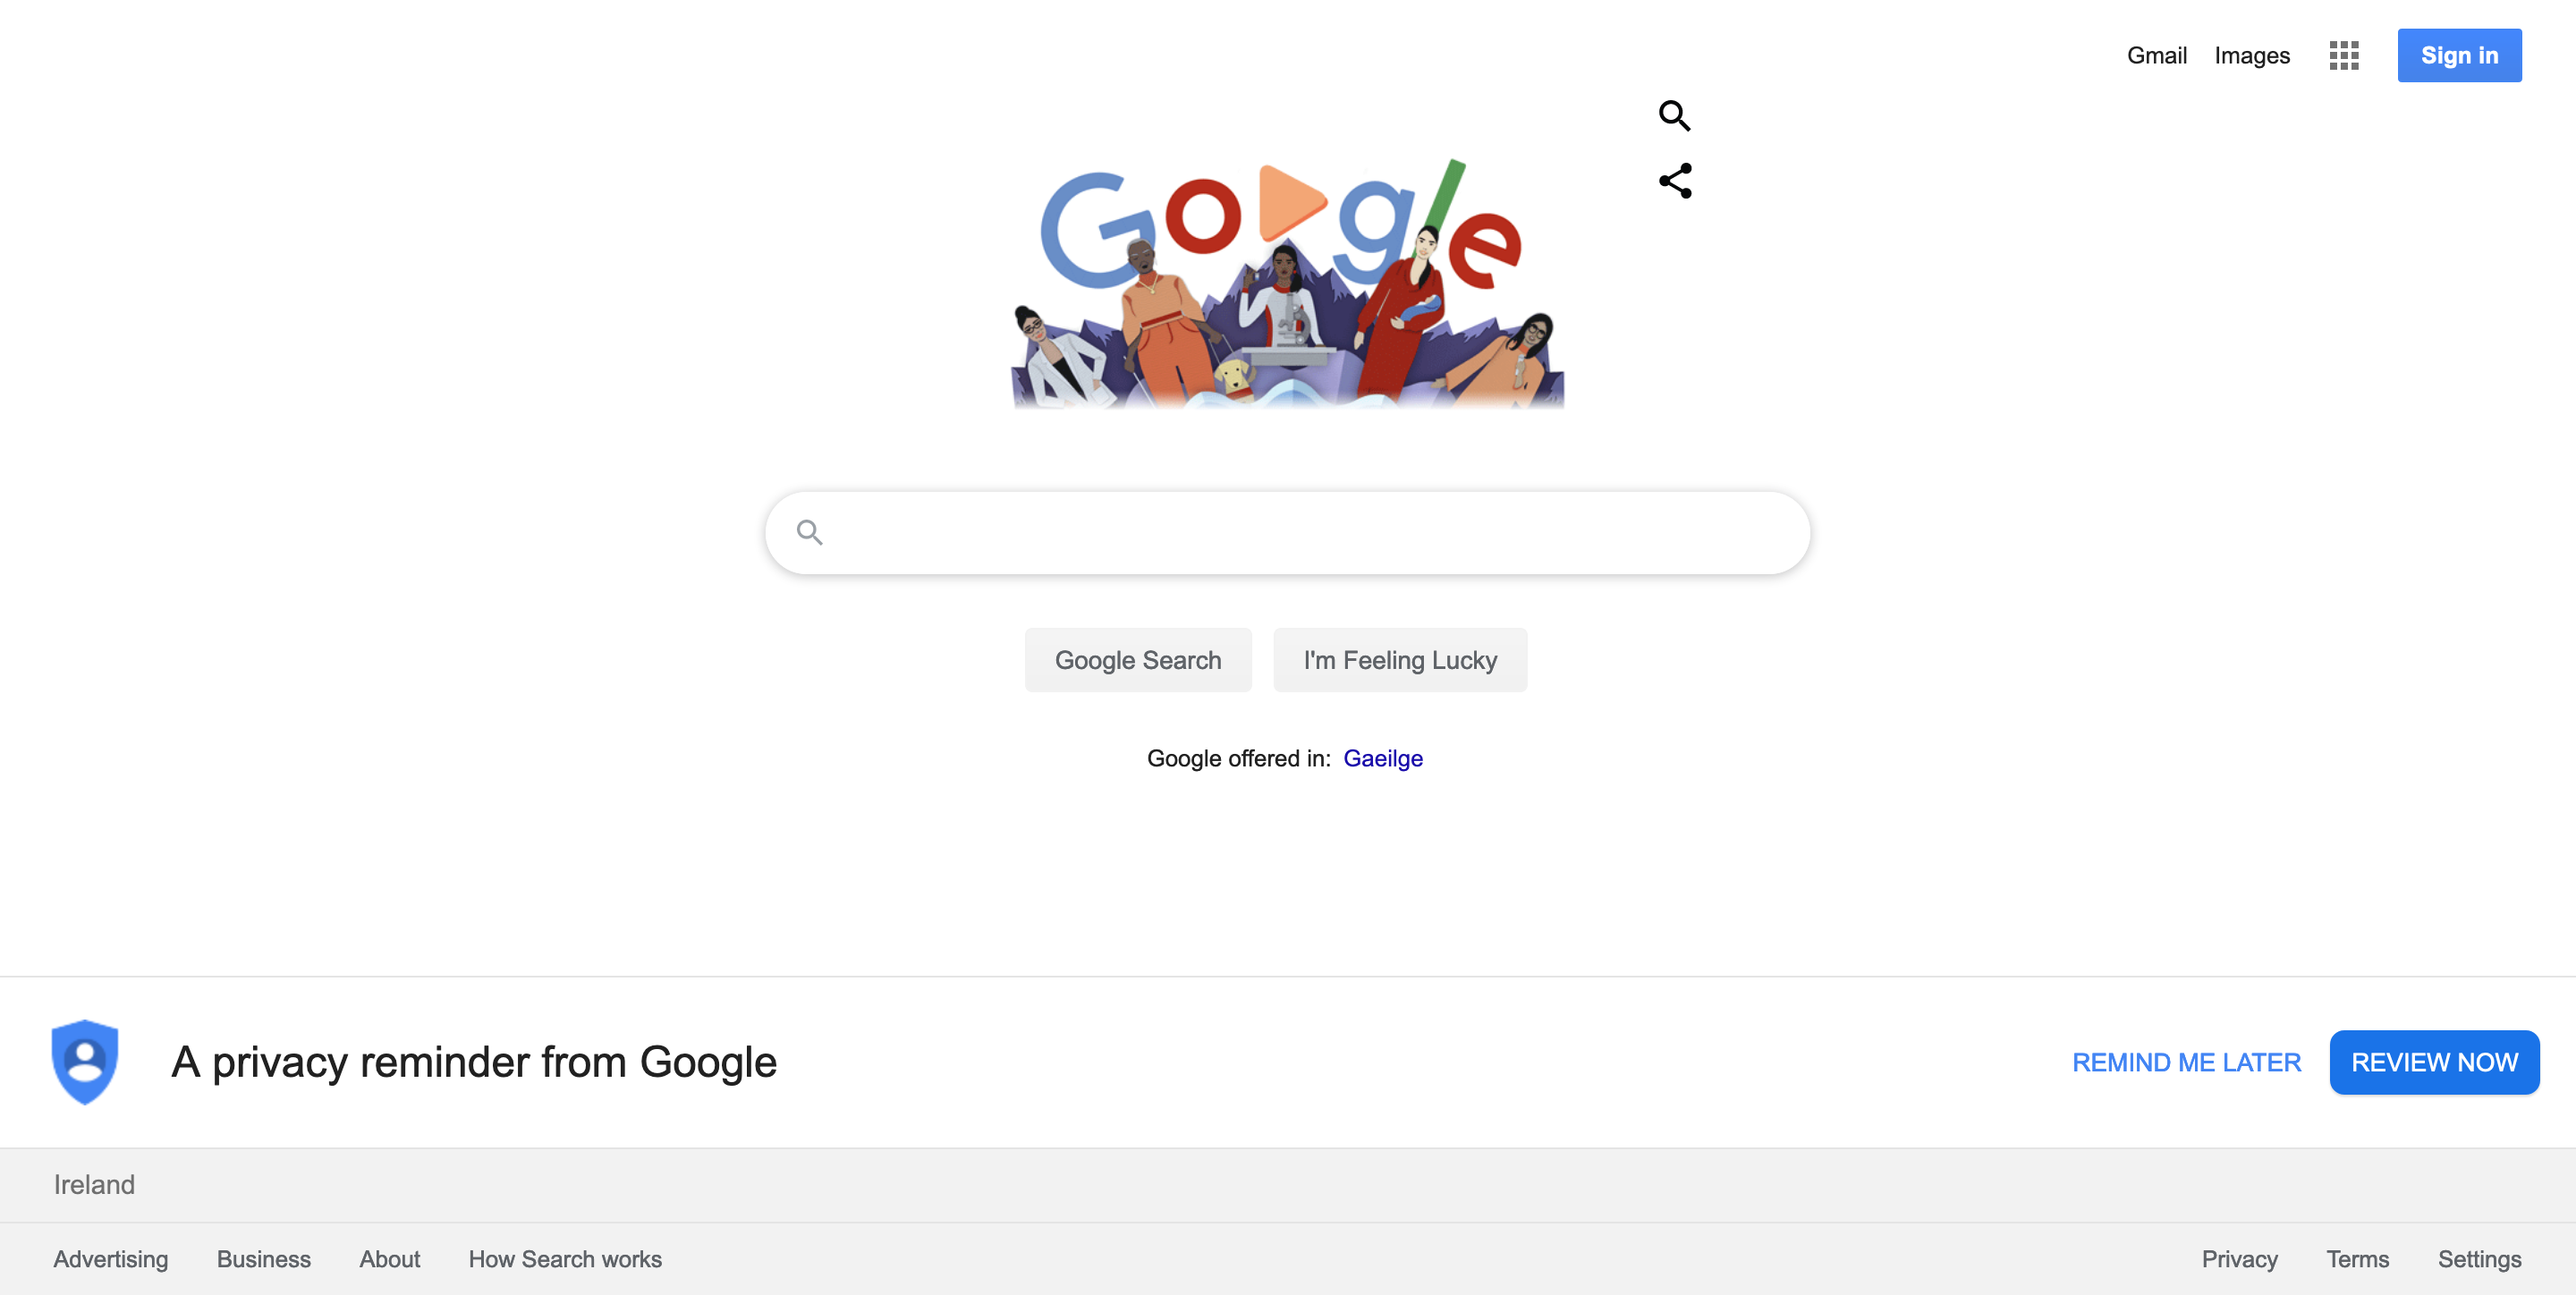 Gmail Images Sign in
Google
Google Search I'm Feeling Lucky
Google offered in: Gaeilge
A privacy reminder from Google REMIND ME LATER REVIEW NOW
Ireland
Advertising Business About How Search works Privacy Terms Settings